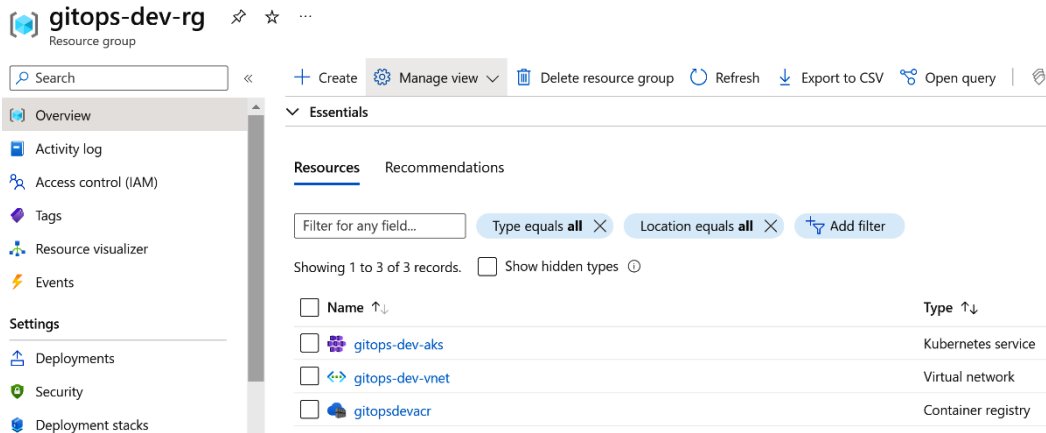 gitops-dev-rg
Resource group
Search
Overview
Activity log
Access control (IAM)
Tags
Resource visualizer
Events
Settings
Deployments
Security
Deployment stacks
Create Manage view Delete resource group Refresh Export to CSV Open query
Essentials
Resources Recommendations
Filter for any field... Type equals all Location equals all Add filter
Showing 1 to 3 of 3 records. Show hidden types
Name Type
gitops-dev-aks Kubernetes service
gitops-dev-vnet Virtual network
gitopsdevacr Container registry